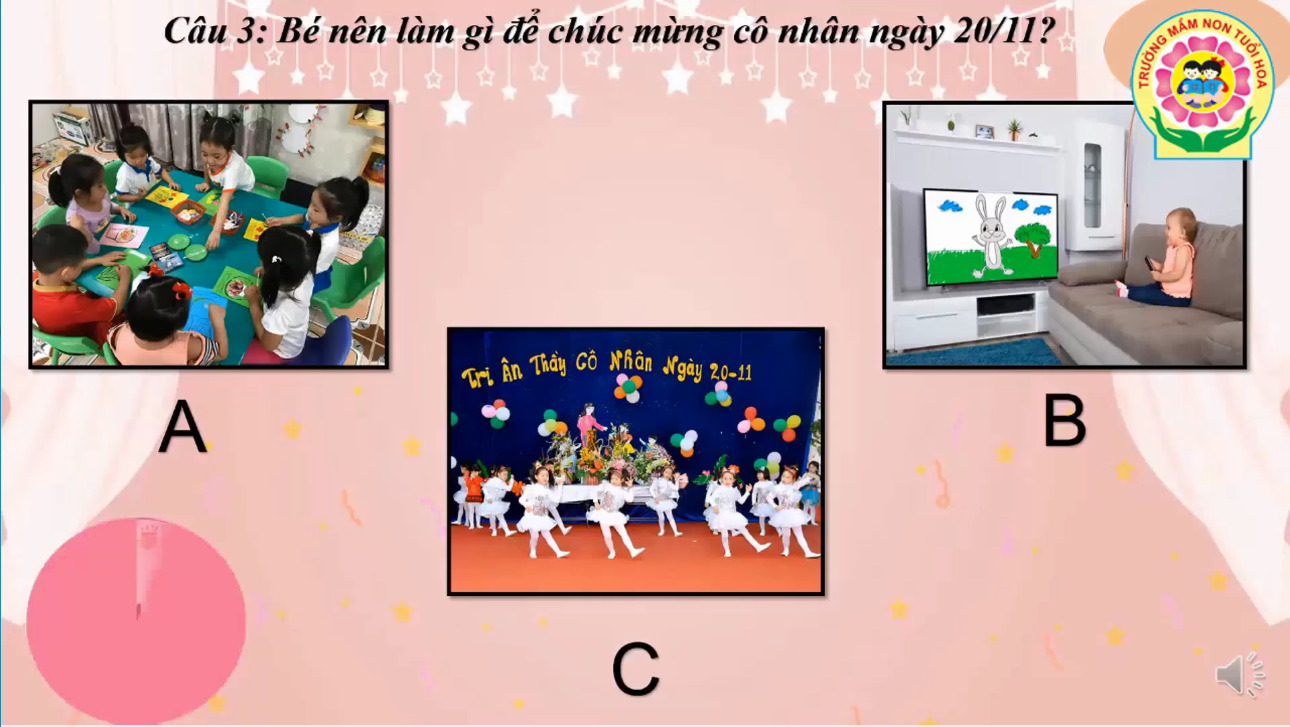 Câu 3: Bé nên làm gì để chúc mừng cô nhân ngày 20/11?
TRƯỜNG MẦM NON TUỔI HOA
Tri Ân Thầy Cô Nhân Ngày 20-11
A
B
C